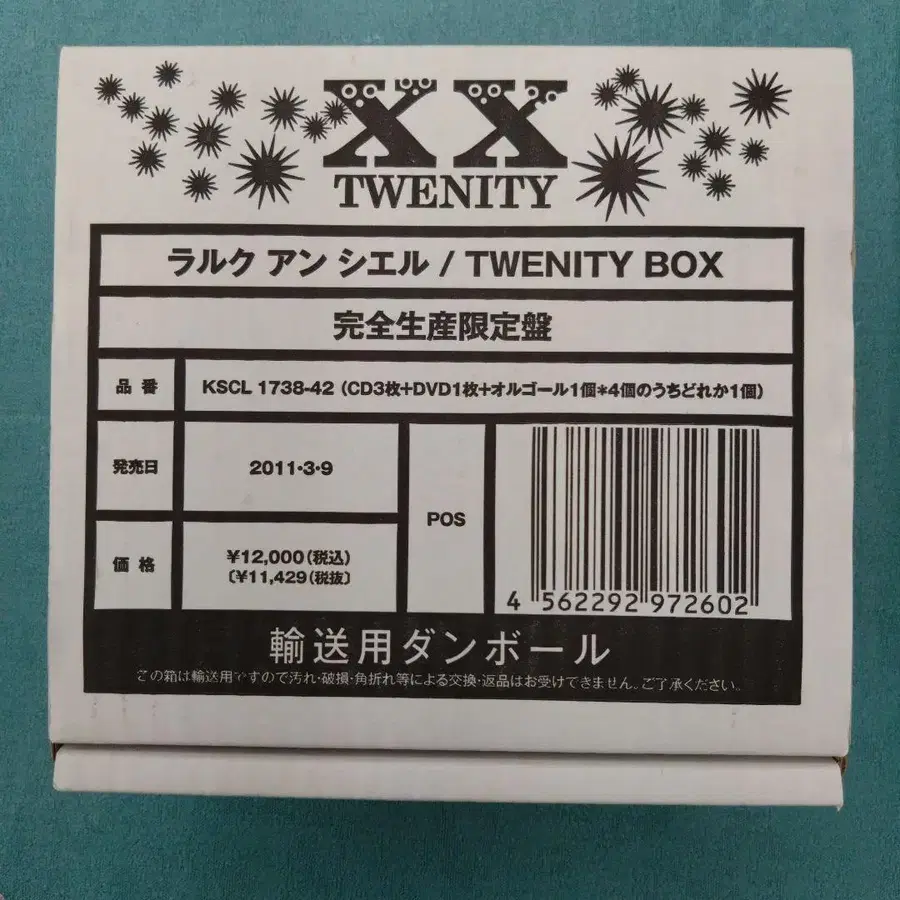 XX
TWENITY
ラルク アン シエル / TWENITY BOX
完全生産限定盤
品番 KSCL 1738-42 (CD3枚+DVD1枚+オルゴール1個*4個のうちどれか1個)
発売日 2011・3・9
価格 ¥12,000(税込)
〔¥11,429(税抜)〕
POS
4 562292 972602
輸送用ダンボール
この箱は輸送用ですので汚れ・破損・角折れ等による交換・返品はお受けできません。ご了承ください。